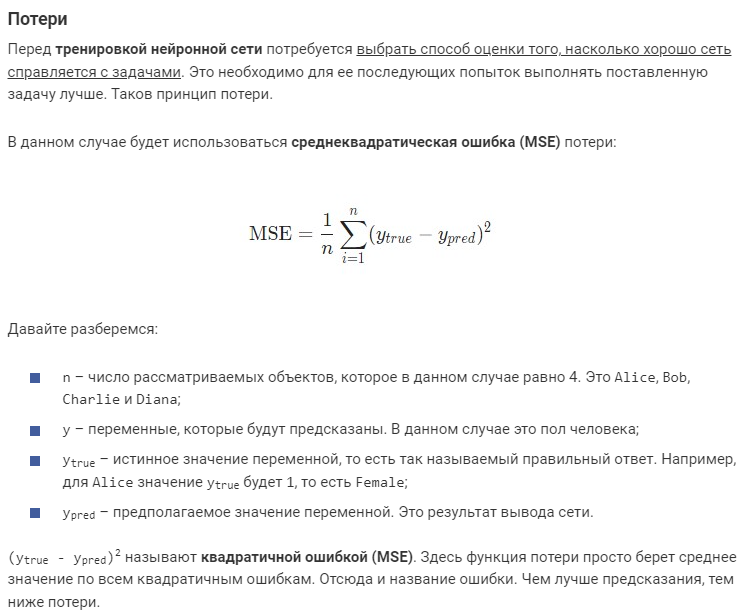 Потери
Перед тренировкой нейронной сети потребуется выбрать способ оценки того, насколько хорошо сеть
справляется с задачами. Это необходимо для ее последующих попыток выполнять поставленную
задачу лучше. Таков принцип потери.
В данном случае будет использоваться среднеквадратическая ошибка (MSE) потери:
MSE = \frac{1}{n} \sum_{i=1}^{n} (y_{true} − y_{pred})^2
Давайте разберемся:
n – число рассматриваемых объектов, которое в данном случае равно 4. Это Alice, Bob,
Charlie и Diana;
y – переменные, которые будут предсказаны. В данном случае это пол человека;
y_{true} – истинное значение переменной, то есть так называемый правильный ответ. Например,
для Alice значение y_{true} будет 1, то есть Female;
y_{pred} – предполагаемое значение переменной. Это результат вывода сети.
(y_{true} - y_{pred})^2 называют квадратичной ошибкой (MSE). Здесь функция потери просто берет среднее
значение по всем квадратичным ошибкам. Отсюда и название ошибки. Чем лучше предсказания, тем
ниже потери.